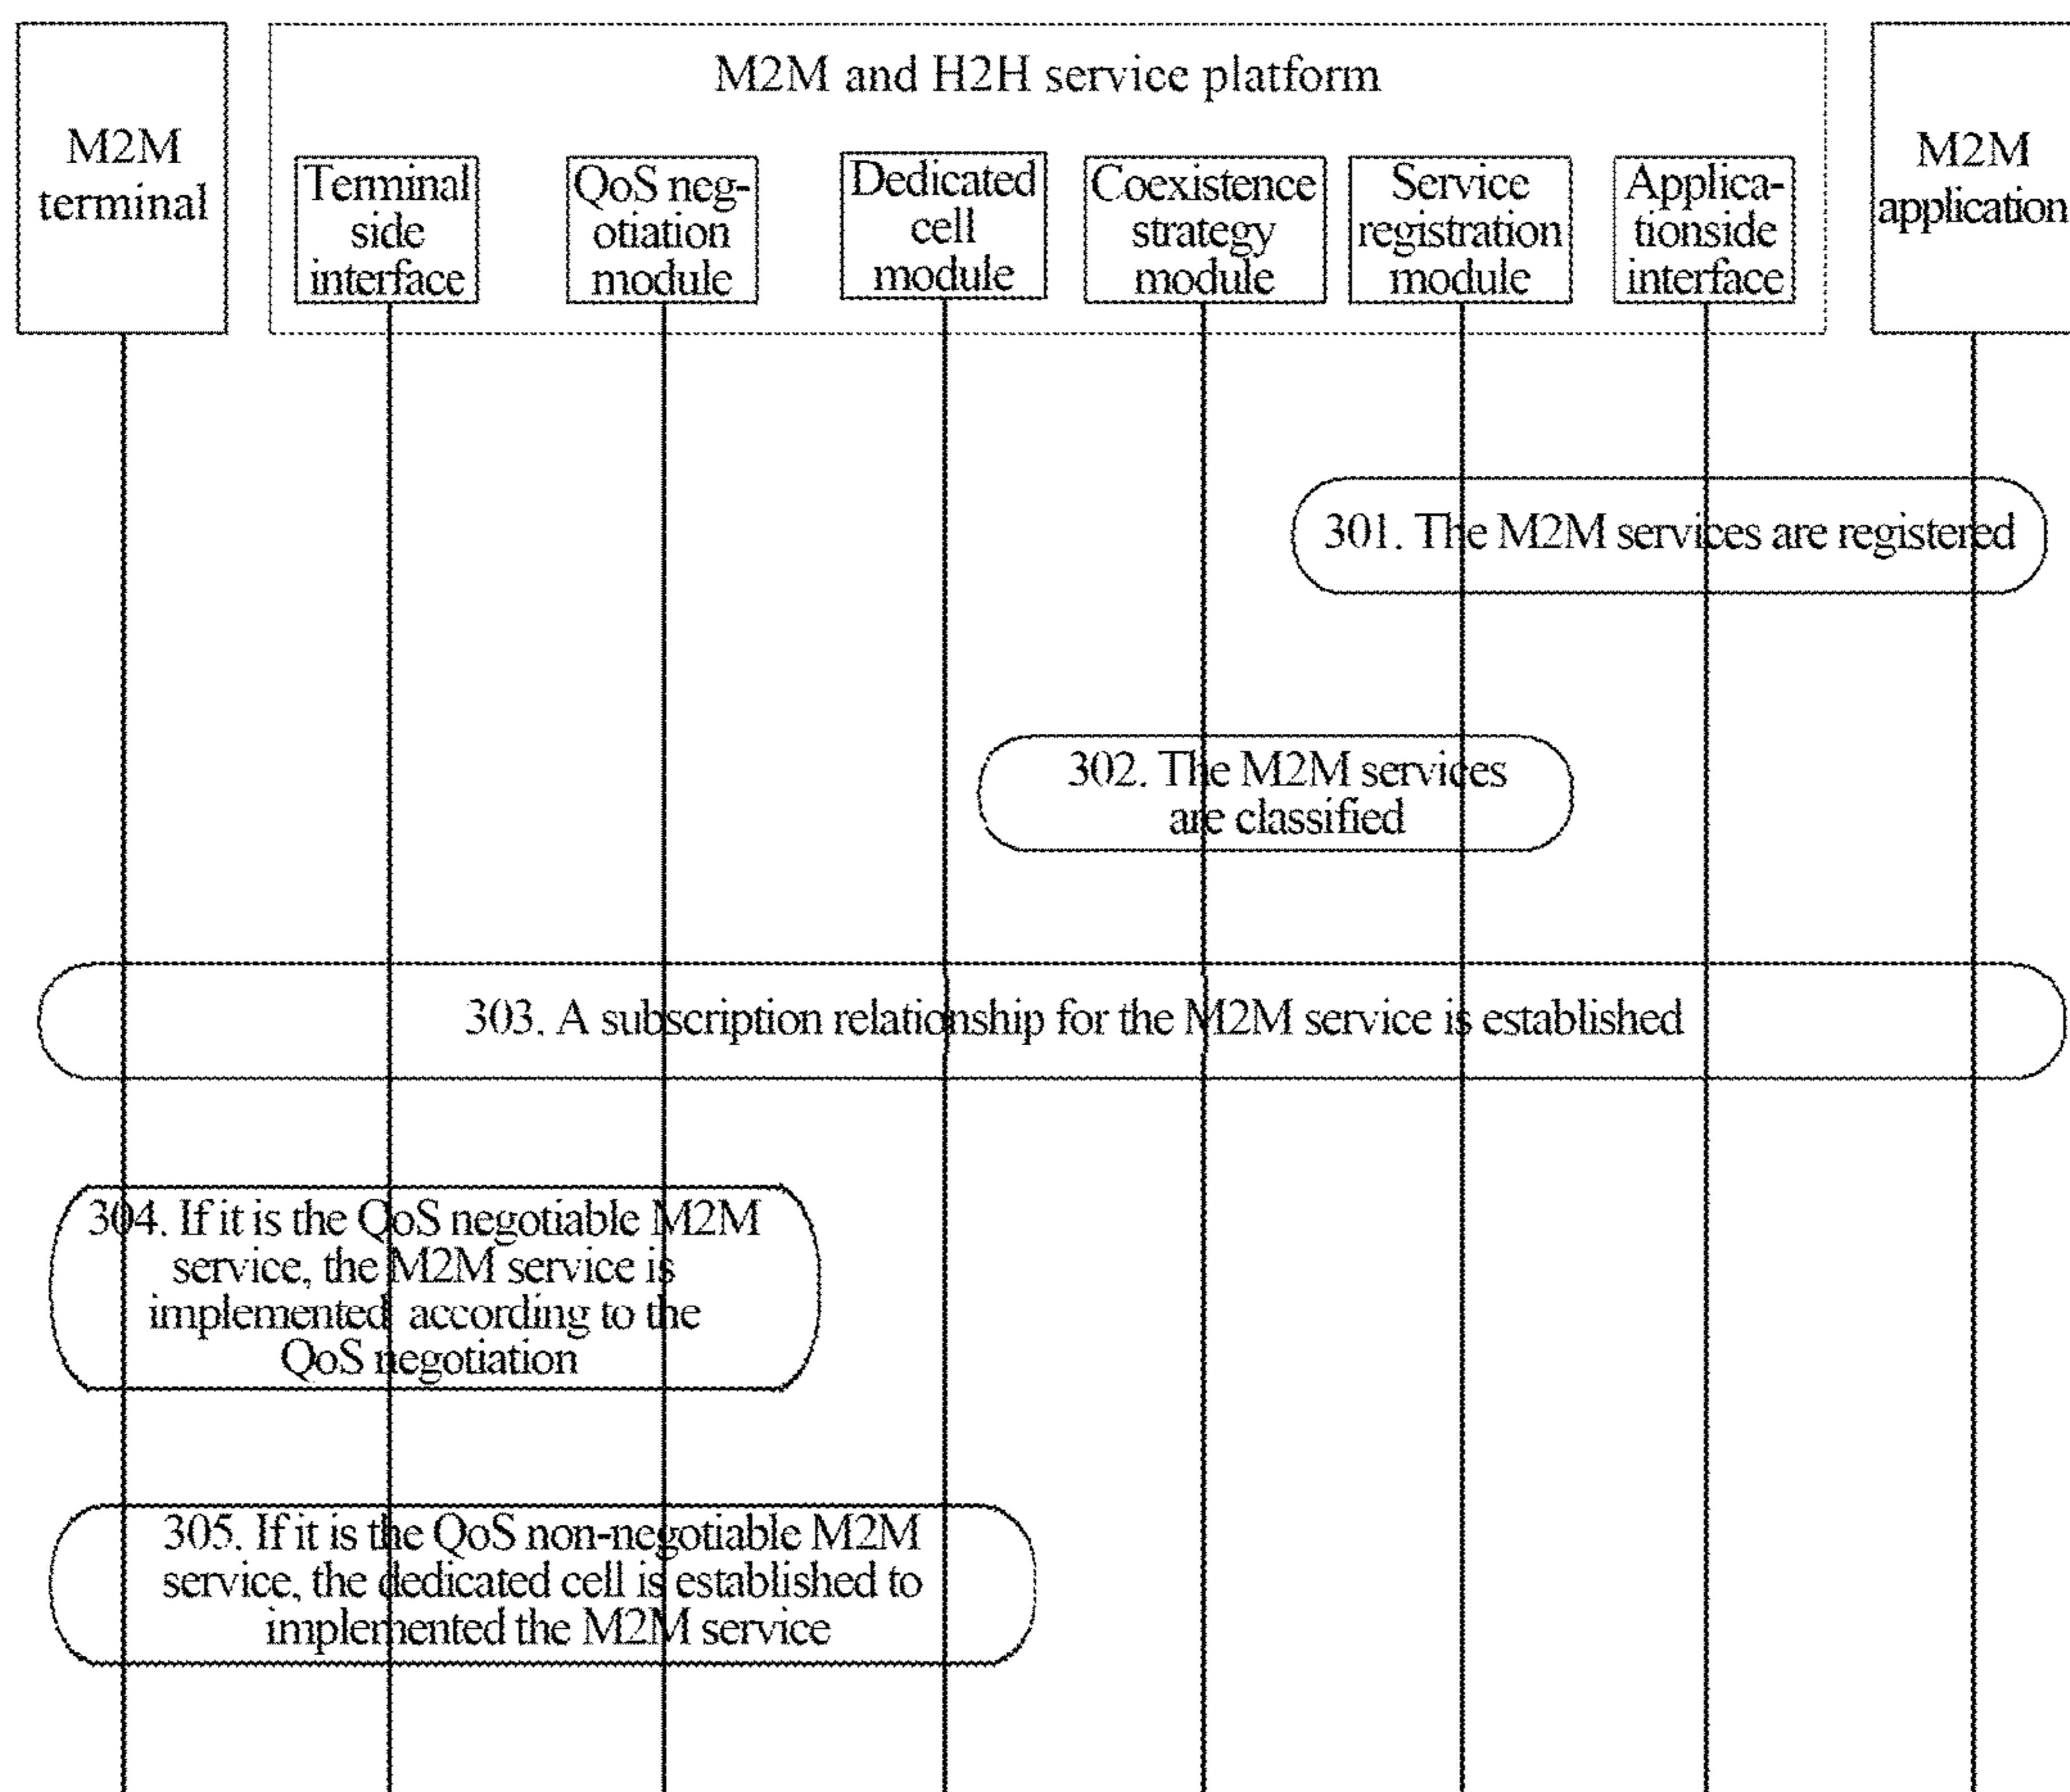 M2M and H2H service platform
M2M
terminal
Terminal
side
interface
QoS neg-
otiation
module
Dedicated
cell
module
Coexistence
strategy
module
Service
registration
module
Applica-
tionside
interface
M2M
application
301. The M2M services are registered
302. The M2M services
are classified
303. A subscription relationship for the M2M service is established
304. If it is the QoS negotiable M2M
service, the M2M service is
implemented according to the
QoS negotiation
305. If it is the QoS non-negotiable M2M
service, the dedicated cell is established to
implemented the M2M service